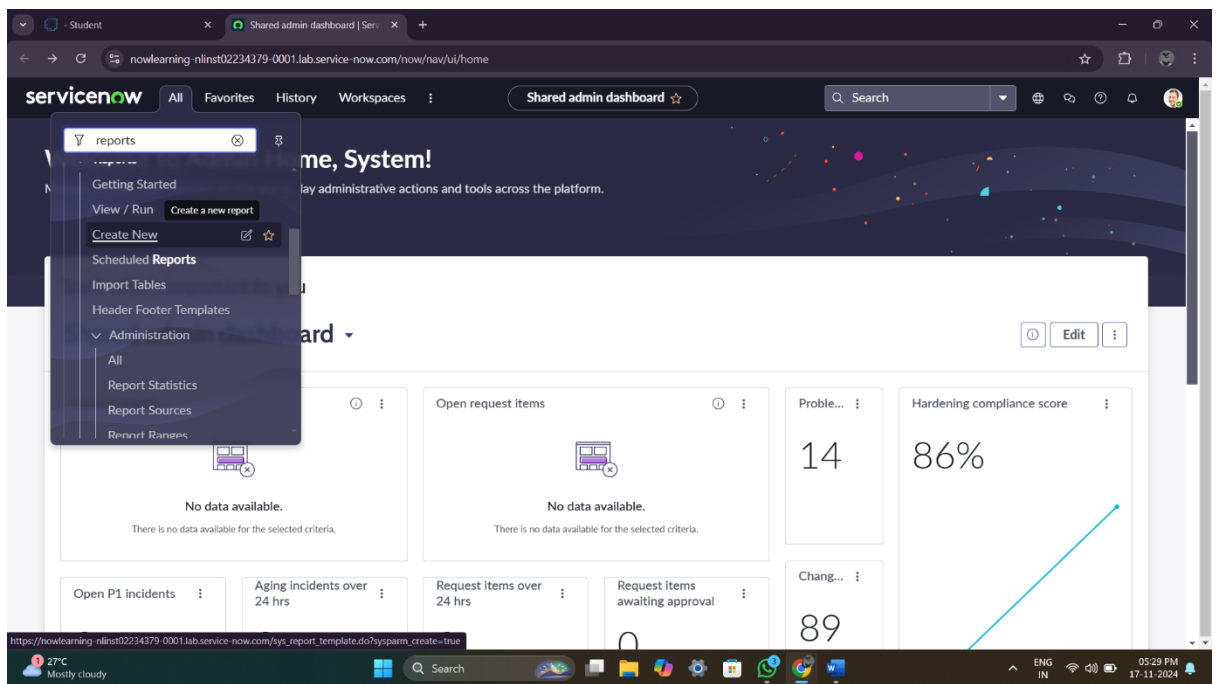 - Student
Shared admin dashboard | Serv
nowlearning-nlinst02234379-0001.lab.service-now.com/now/nav/ui/home
servicenow
All
Favorites
History
Workspaces
Shared admin dashboard
Search
reports
me, System!
lay administrative actions and tools across the platform.
Reports
Getting Started
View / Run
Create a new report
Create New
Scheduled Reports
Import Tables
Header Footer Templates
Administration
All
Report Statistics
Report Sources
Report Ranges
ard
Edit
No data available.
There is no data available for the selected criteria.
Open request items
No data available.
There is no data available for the selected criteria.
Proble...
14
Hardening compliance score
86%
Open P1 incidents
Aging incidents over
24 hrs
Request items over
24 hrs
Request items
awaiting approval
0
Chang...
89
https://nowlearning-nlinst02234379-0001.lab.service-now.com/sys_report_template.do?sysparm_create=true
1
27°C
Mostly cloudy
Search
3
ENG
IN
05:29 PM
17-11-2024